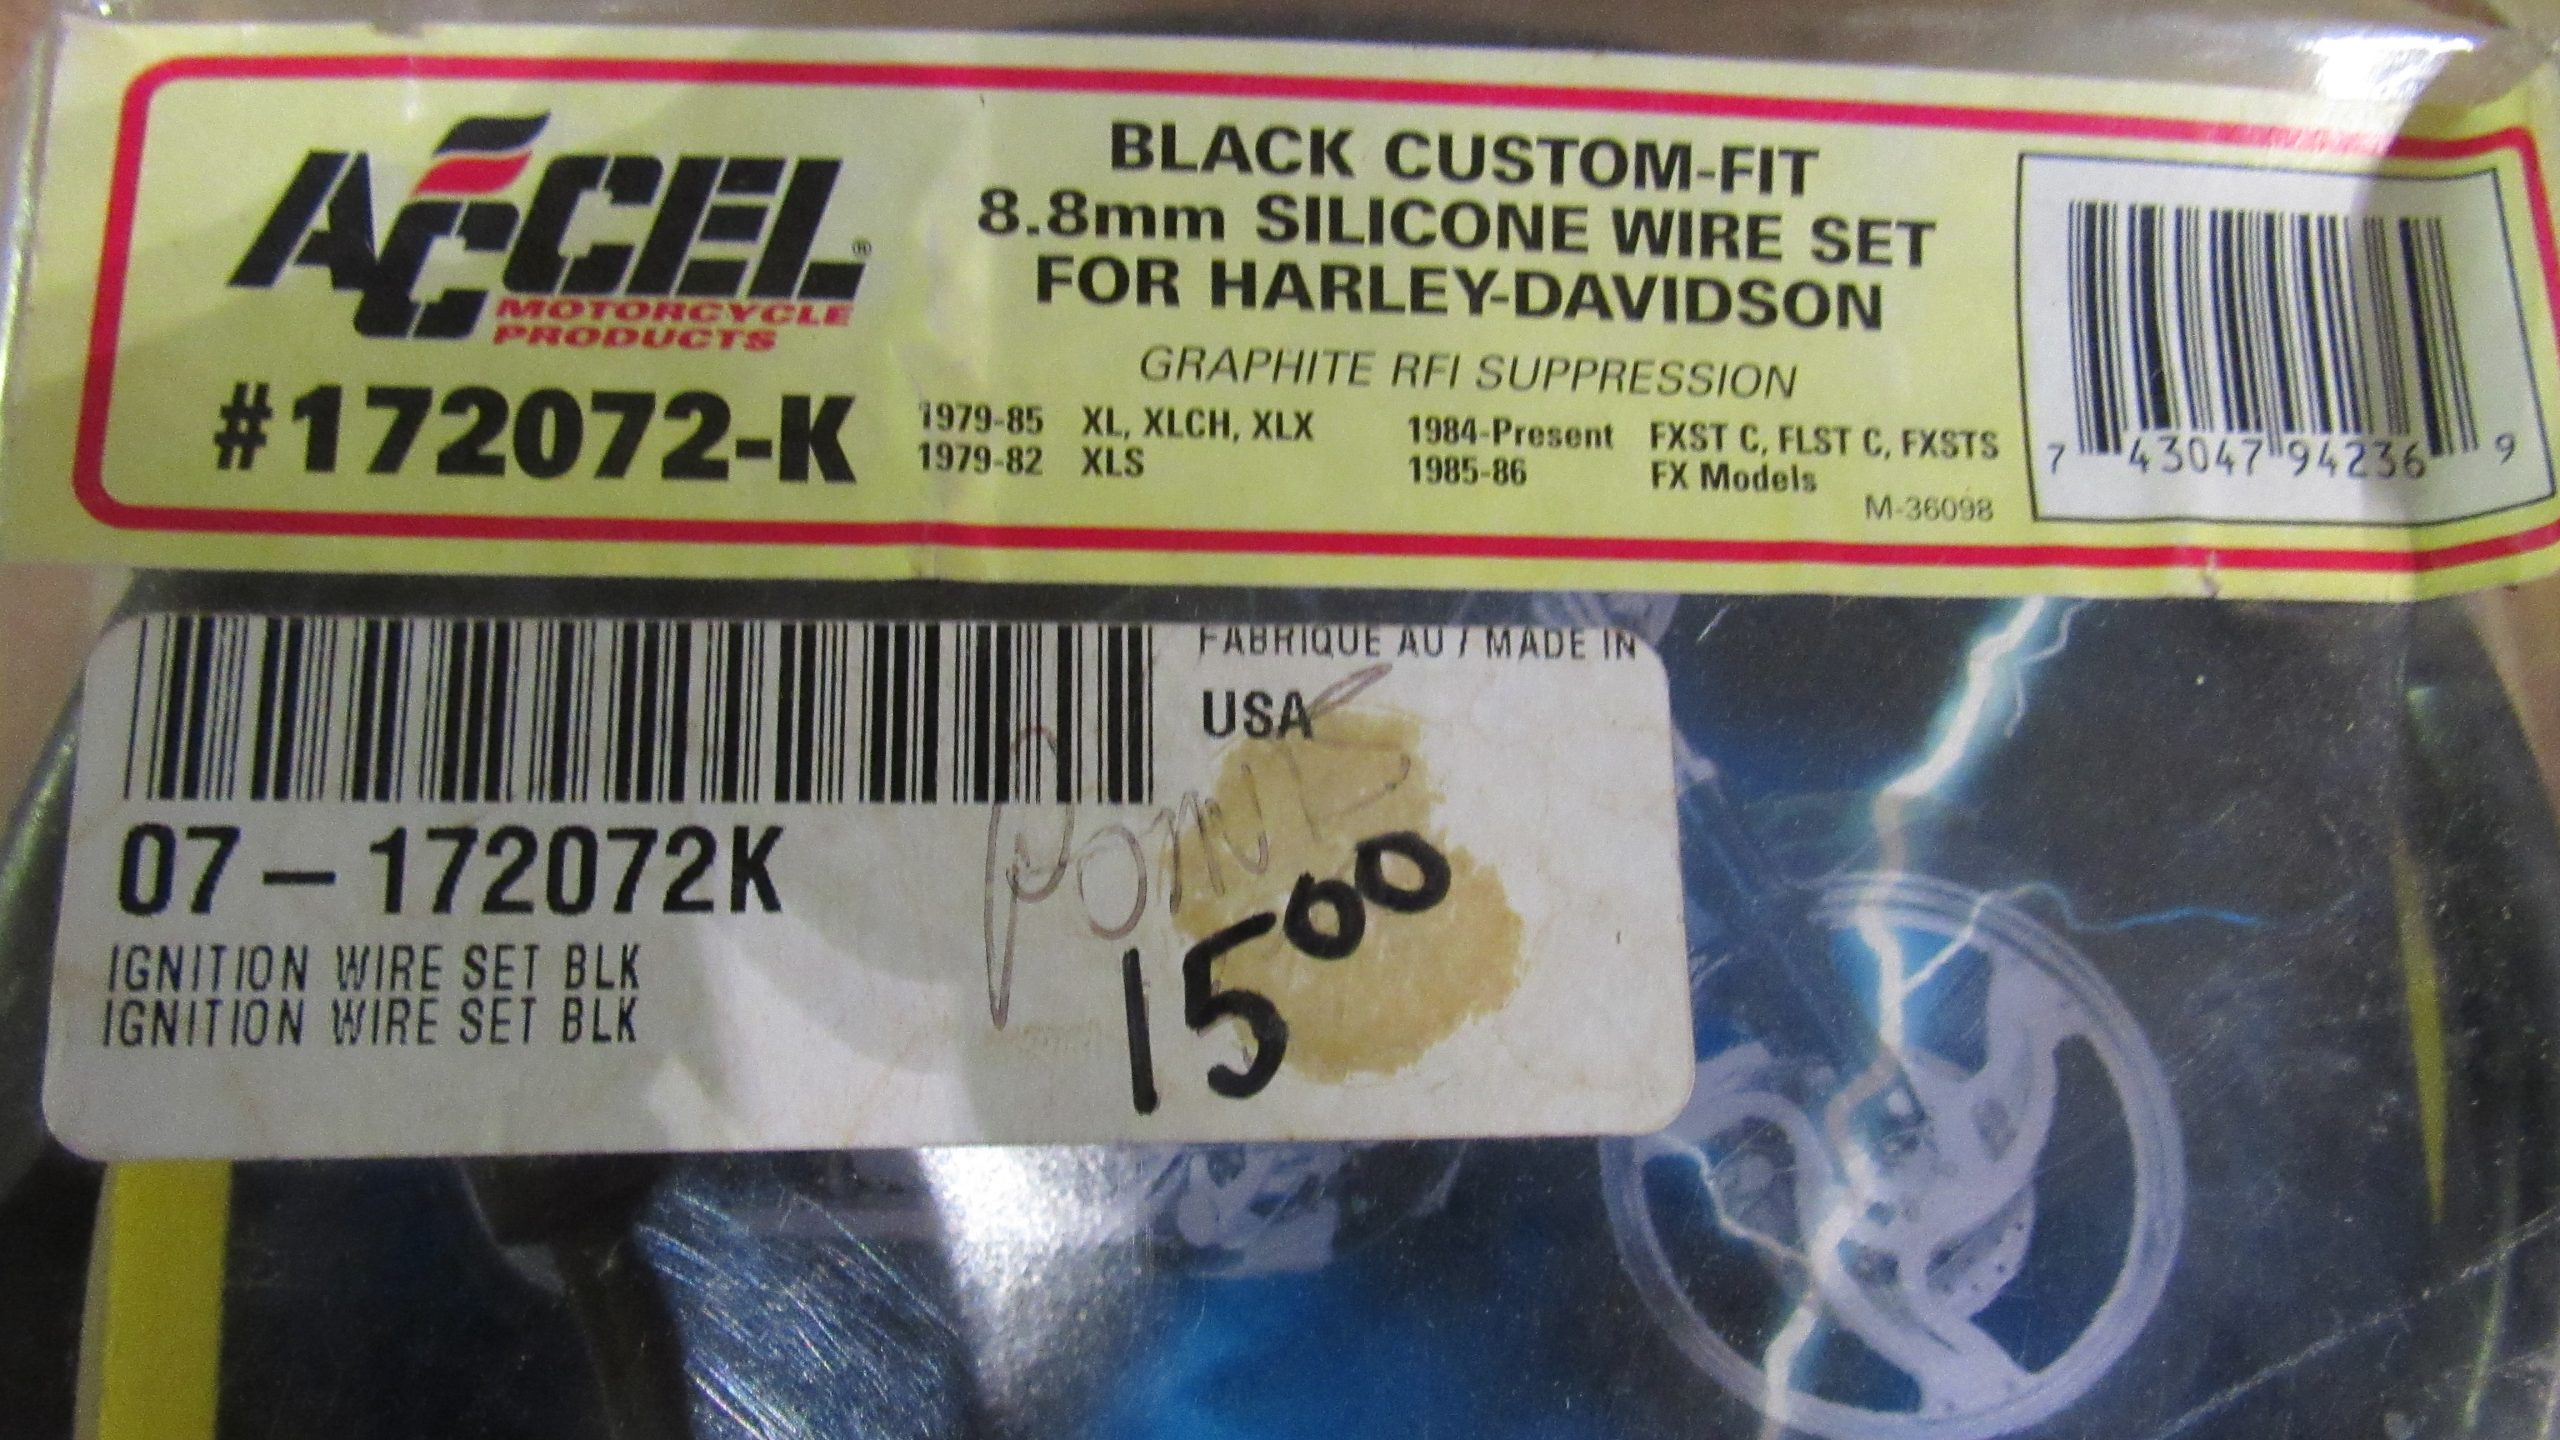 ACCEL®
MOTORCYCLE
PRODUCTS
#172072-K
BLACK CUSTOM-FIT
8.8mm SILICONE WIRE SET
FOR HARLEY-DAVIDSON
GRAPHITE RFI SUPPRESSION
1979-85 XL, XLCH, XLX
1979-82 XLS
1984-Present FXST C, FLST C, FXSTS
1985-86 FX Models
M-36098
7 43047 94236 9
FABRIQUE AU / MADE IN
USA
07-172072K
IGNITION WIRE SET BLK
IGNITION WIRE SET BLK
15 00